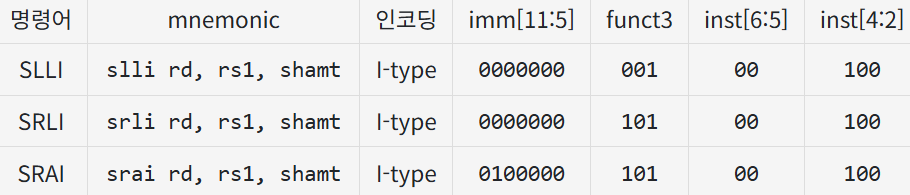 명령어 mnemonic 인코딩 imm[11:5] funct3 inst[6:5] inst[4:2]
SLLI slli rd, rs1, shamt I-type 0000000 001 00 100
SRLI srli rd, rs1, shamt I-type 0000000 101 00 100
SRAI srai rd, rs1, shamt I-type 0100000 101 00 100